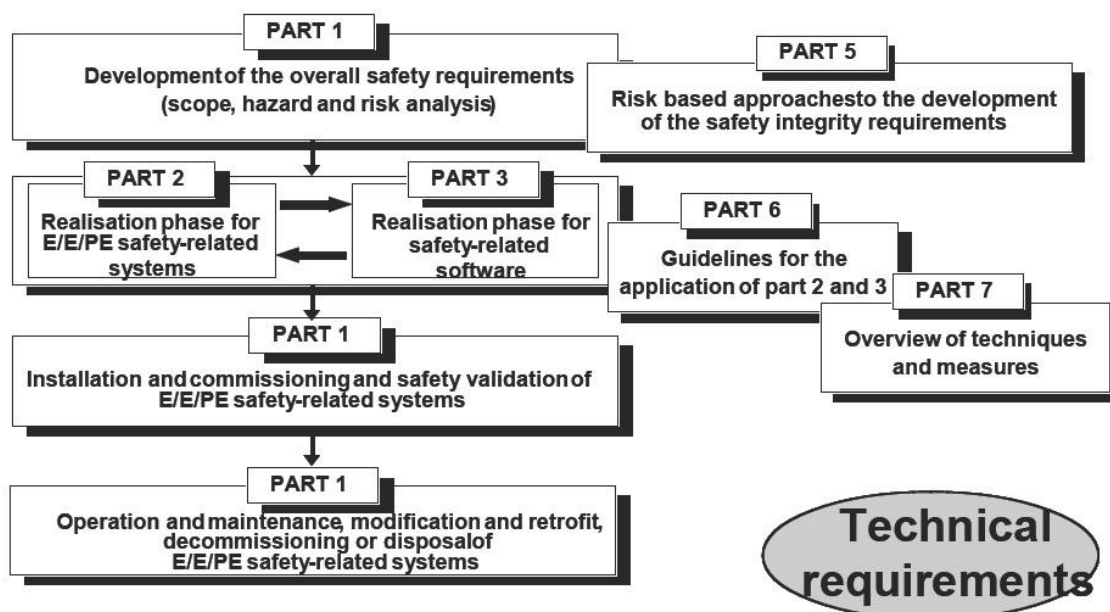 PART 1
Development of the overall safety requirements
(scope, hazard and risk analysis)
PART 5
Risk based approachesto the development
of the safety integrity requirements
PART 2
Realisation phase for
E/E/PE safety-related
systems
PART 3
Realisation phase for
safety-related
software
PART 6
Guidelines for the
application of part 2 and 3
PART 7
Overview of techniques
and measures
PART 1
Installation and commissioning and safety validation of
E/E/PE safety-related systems
PART 1
Operation and maintenance, modification and retrofit,
decommissioning or disposalof
E/E/PE safety-related systems
Technical
requirements